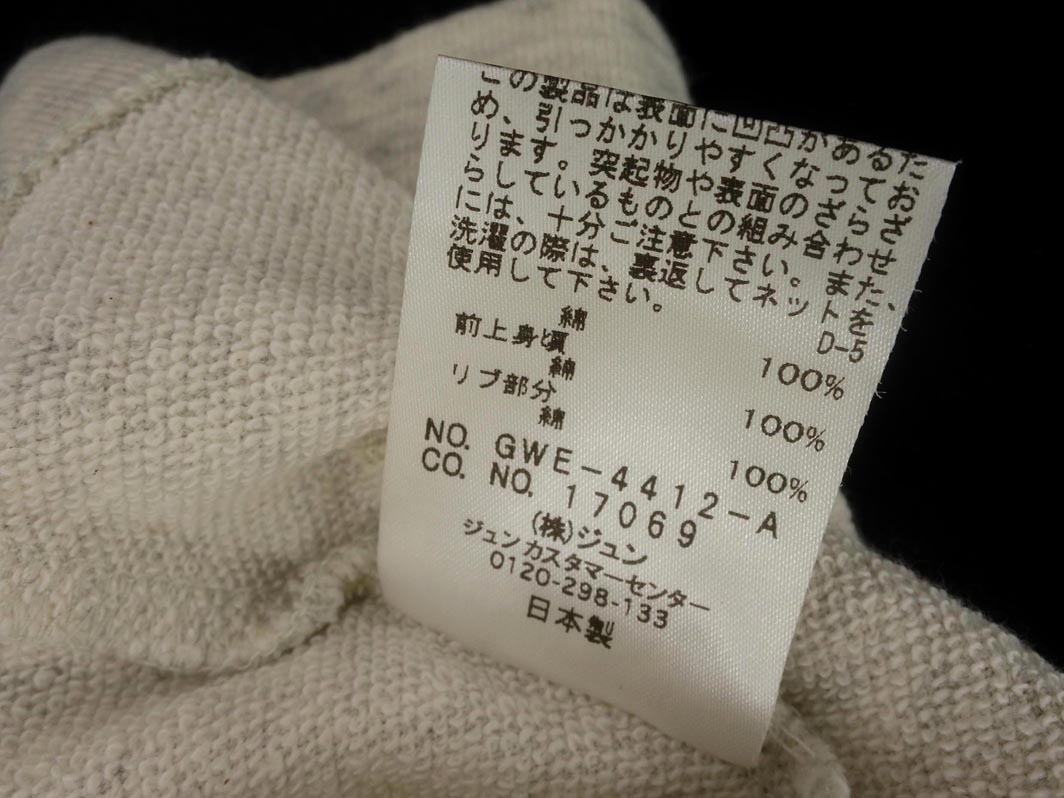 この製品は表面に凹凸があるた
め、引っかかりやすくなってお
ります。突起物や表面のざらざ
らしているものとの組み合わせ
には、十分ご注意下さい。また、
洗濯の際は、裏返してネットを
使用して下さい。
D-5
綿 100%
前上身頃
綿 100%
リブ部分
綿 100%
NO. GWE-4412-A
CO. NO. 17069
(株)ジュン
ジュンカスタマーセンター
0120-298-133
日本製